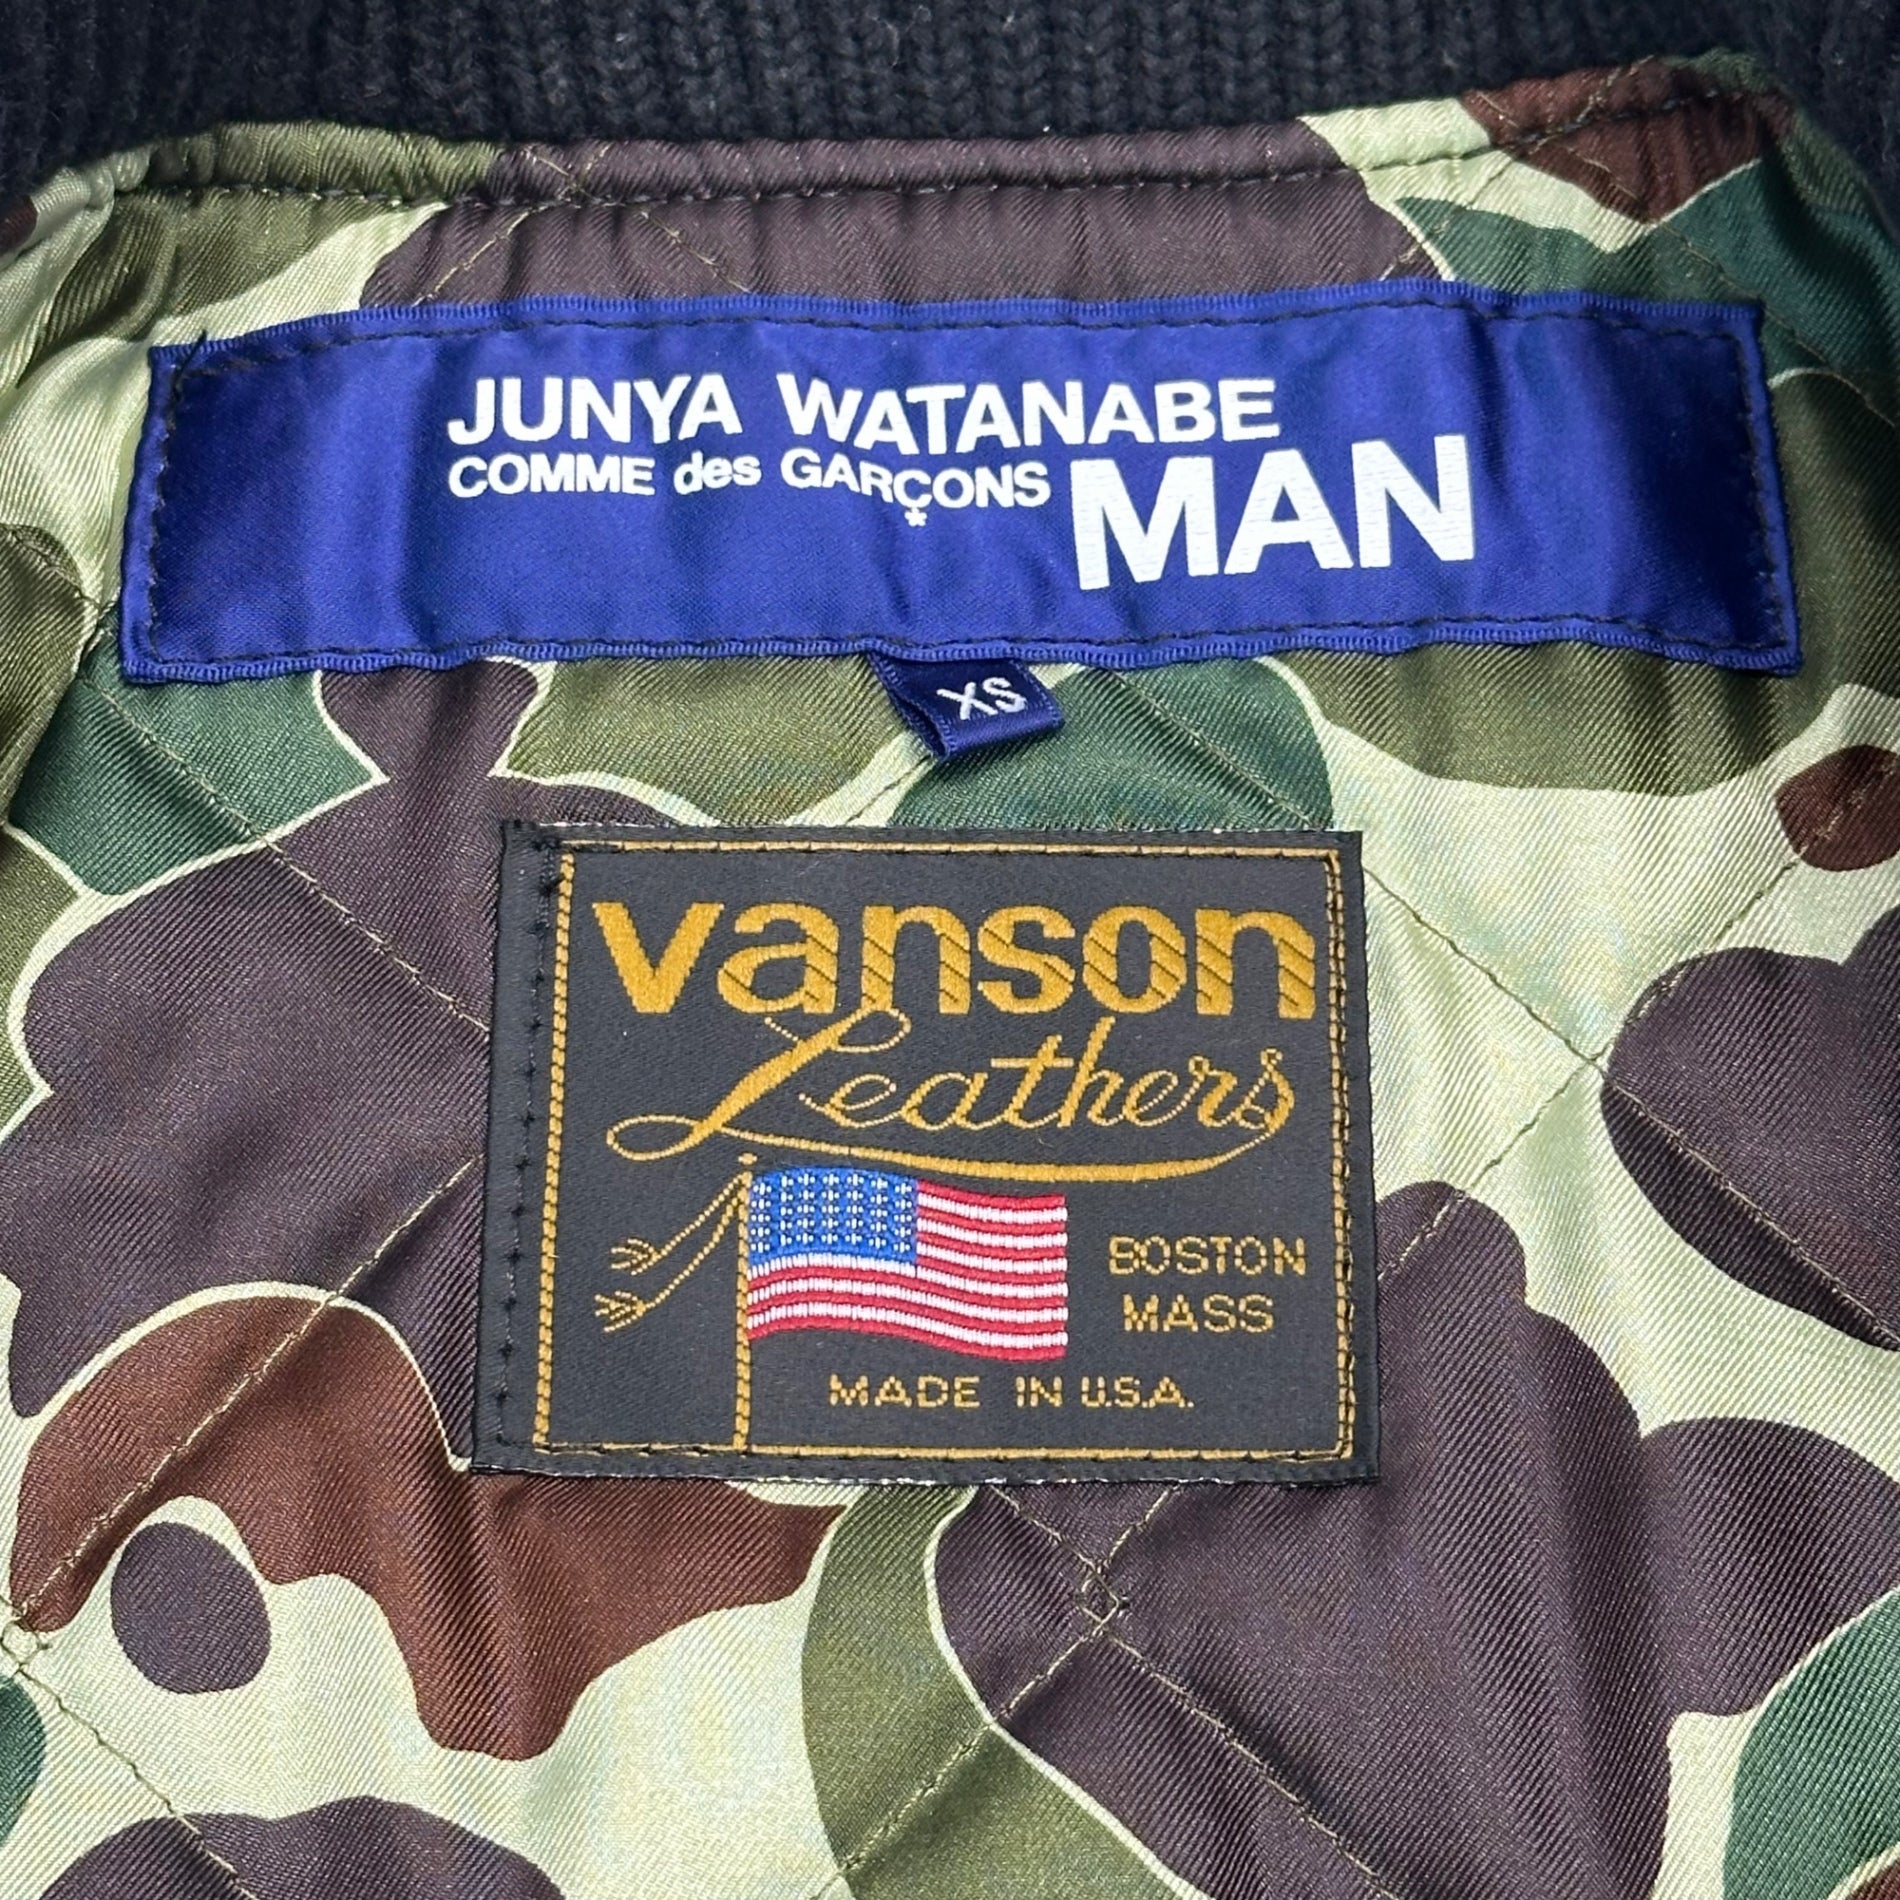 JUNYA WATANABE
COMME des GARÇONS MAN
XS
vanson
Leathers
BOSTON
MASS
MADE IN U.S.A.